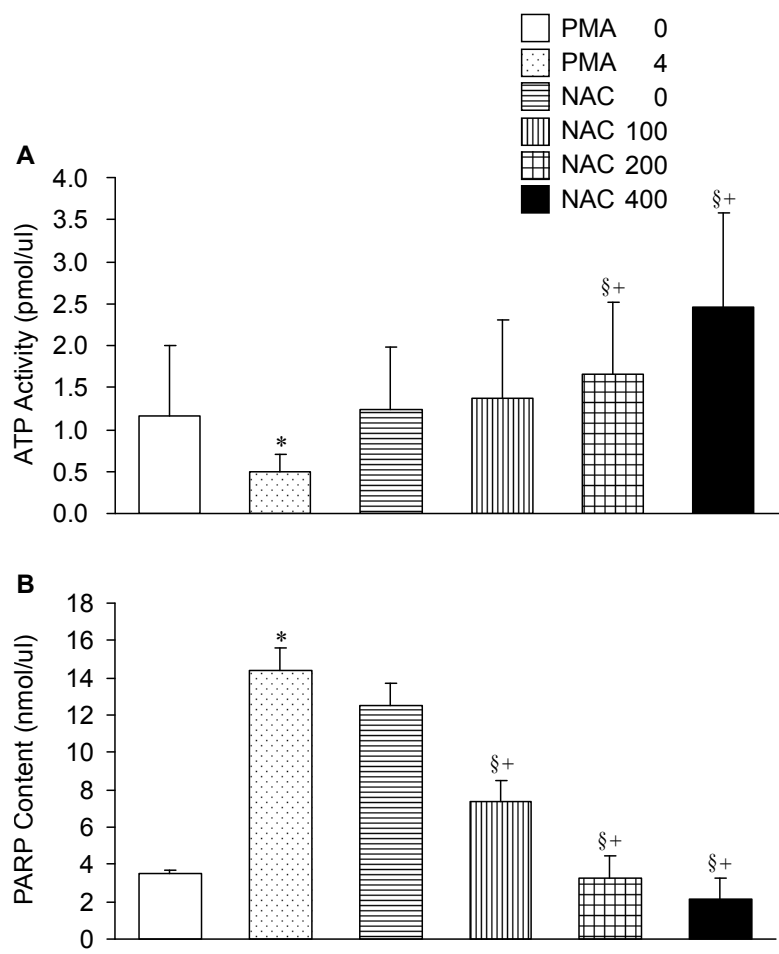 PMA 0
PMA 4
NAC 0
NAC 100
NAC 200
NAC 400
A
ATP Activity (pmol/ul)
4.0
3.5
3.0
2.5
2.0
1.5
1.0
0.5
0.0
*
§+
§+
B
PARP Content (nmol/ul)
18
16
14
12
10
8
6
4
2
0
*
§+
§+
§+